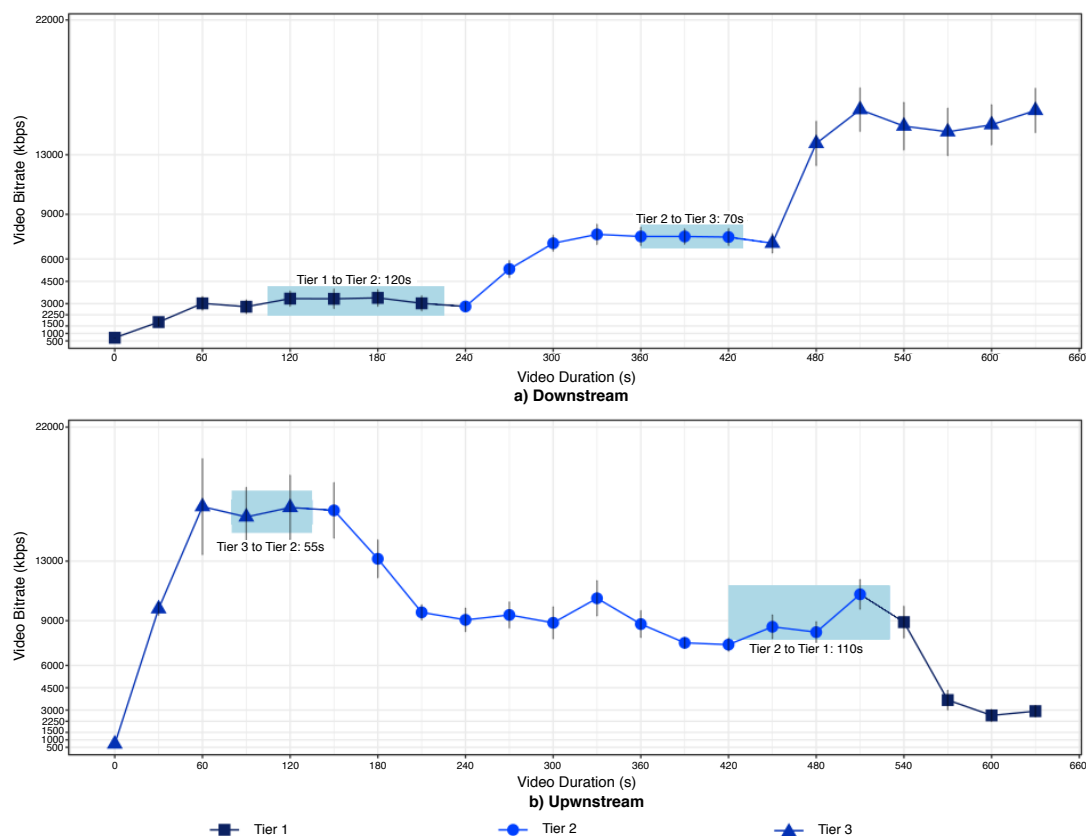 22000
13000
9000
6000
4500
3000
2250
1500
1000
500
Video Bitrate (kbps)
Tier 1 to Tier 2: 120s
Tier 2 to Tier 3: 70s
0 60 120 180 240 300 360 420 480 540 600 660
Video Duration (s)
a) Downstream
22000
13000
9000
6000
4500
3000
2250
1500
1000
500
Video Bitrate (kbps)
Tier 3 to Tier 2: 55s
Tier 2 to Tier 1: 110s
0 60 120 180 240 300 360 420 480 540 600 660
Video Duration (s)
b) Upwnstream
Tier 1 Tier 2 Tier 3